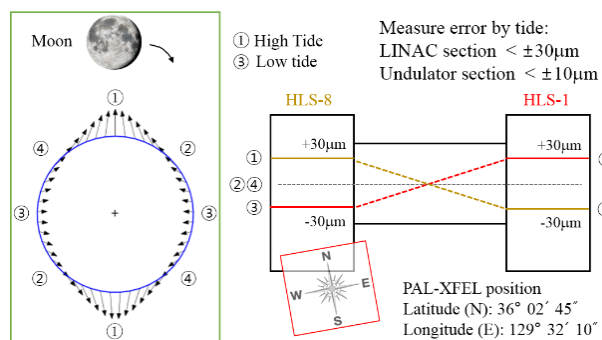 Moon
① High Tide
③ Low tide
Measure error by tide:
LINAC section < ±30μm
Undulator section < ±10μm
①
④
②
③
③
②
④
①
HLS-8
HLS-1
+30μm
+30μm
①
②④
③
-30μm
-30μm
N
W
E
S
PAL-XFEL position
Latitude (N): 36° 02′ 45″
Longitude (E): 129° 32′ 10″